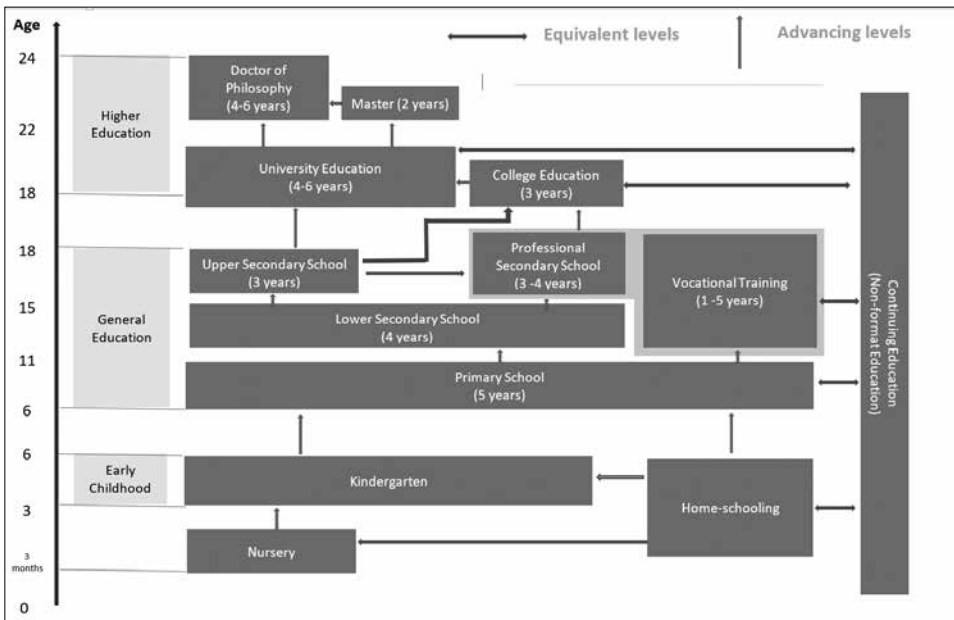 Age
Equivalent levels
Advancing levels
24
22
18
18
15
11
6
6
3
3
months
0
Higher
Education
General
Education
Early
Childhood
Doctor of
Philosophy
(4-6 years)
Master (2 years)
University Education
(4-6 years)
College Education
(3 years)
Upper Secondary School
(3 years)
Professional
Secondary School
(3 -4 years)
Vocational Training
(1 -5 years)
Lower Secondary School
(4 years)
Primary School
(5 years)
Kindergarten
Home-schooling
Nursery
Continuing Education
(Non-format Education)